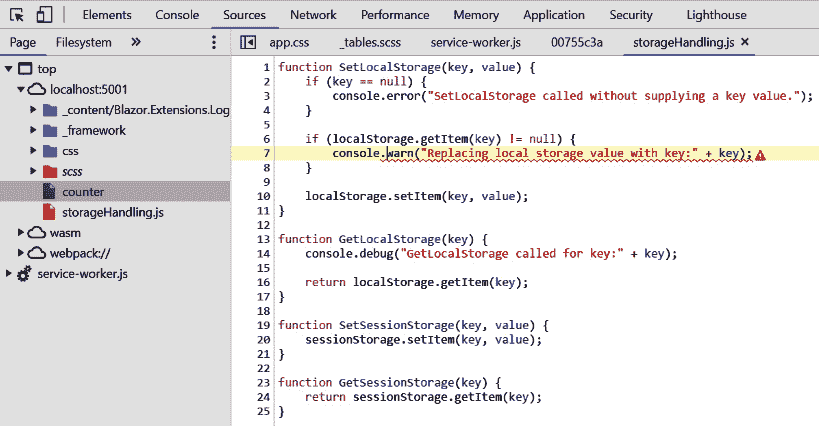 Elements Console Sources Network Performance Memory Application Security Lighthouse
Page Filesystem » app.css _tables.scss service-worker.js 00755c3a storageHandling.js ×
top
localhost:5001
_content/Blazor.Extensions.Log
_framework
css
scss
counter
storageHandling.js
wasm
webpack://
service-worker.js
1 function SetLocalStorage(key, value) {
2 if (key == null) {
3 console.error("SetLocalStorage called without supplying a key value.");
4 }
5
6 if (localStorage.getItem(key) != null) {
7 console.warn("Replacing local storage value with key:" + key);
8 }
9
10 localStorage.setItem(key, value);
11 }
12
13 function GetLocalStorage(key) {
14 console.debug("GetLocalStorage called for key:" + key);
15
16 return localStorage.getItem(key);
17 }
18
19 function SetSessionStorage(key, value) {
20 sessionStorage.setItem(key, value);
21 }
22
23 function GetSessionStorage(key) {
24 return sessionStorage.getItem(key);
25 }